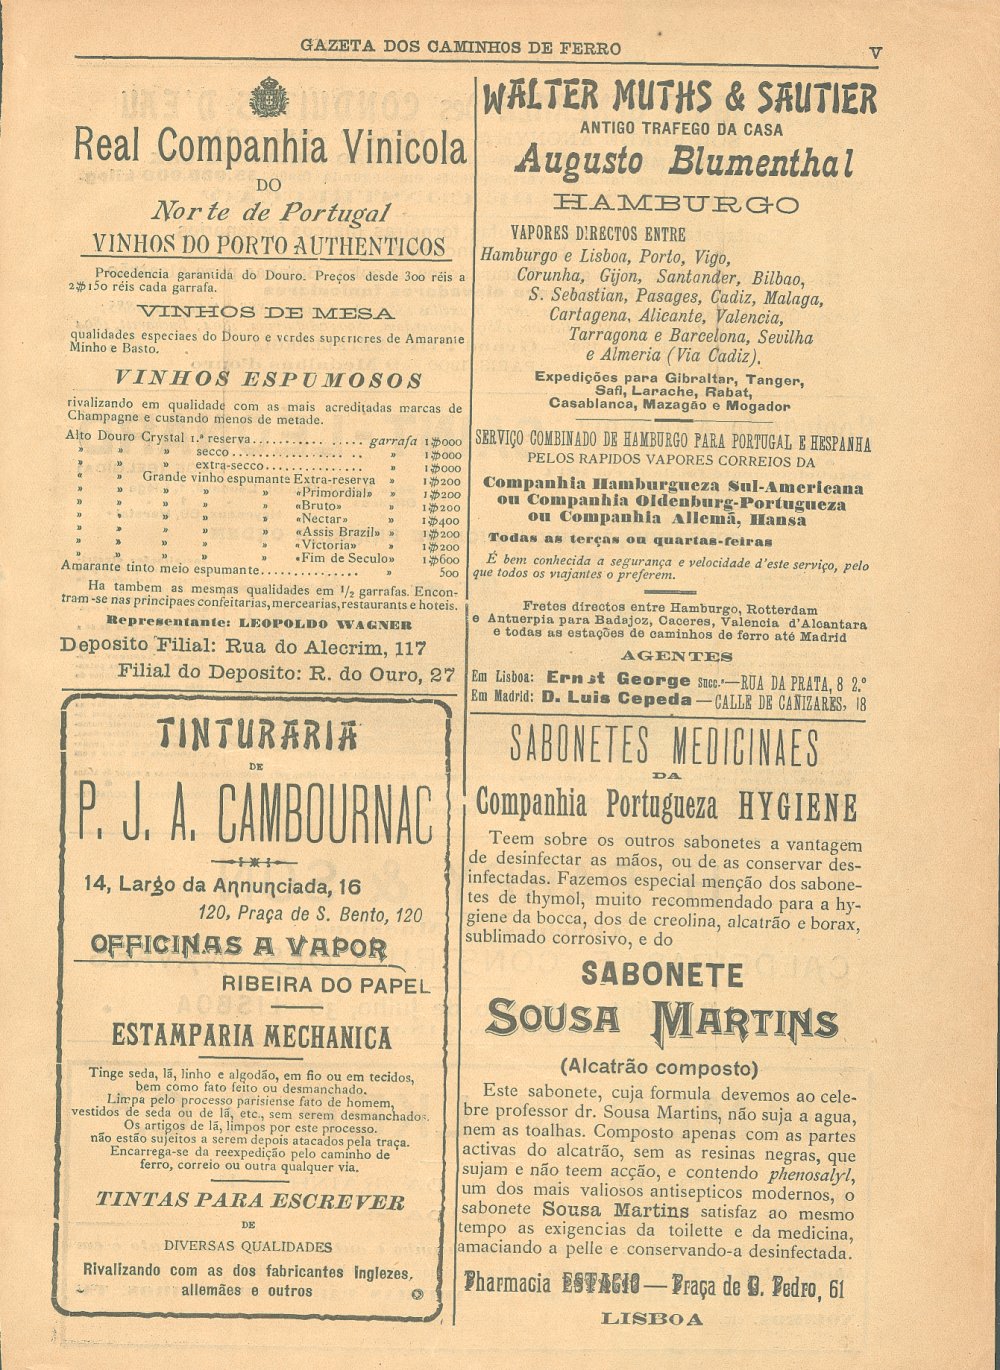 GAZETA DOS CAMINHOS DE FERRO
V
Real Companhia Vinicola
DO
Norte de Portugal
VINHOS DO PORTO AUTHENTICOS
Procedencia garantida do Douro. Preços desde 300 réis a
2$150 réis cada garrafa.
VINHOS DE MESA
qualidades especiaes do Douro e verdes superiores de Amarante
Minho e Basto.
VINHOS ESPUMOSOS
rivalizando em qualidade com as mais acreditadas marcas de
Champagne e custando menos de metade.
Alto Douro Crystal 1.ª reserva.................. garrafa 1$000
» » » secco........................ » 1$000
» » » extra-secco.................. » 1$000
» » Grande vinho espumante Extra-reserva » 1$200
» » » » » «Primordial» » 1$200
» » » » » «Bruto» » 1$200
» » » » » «Nectar» » 1$400
» » » » » «Assis Brazil» » 1$200
» » » » » «Victoria» » 1$200
» » » » » «Fim de Seculo» » 1$600
Amarante tinto meio espumante............... » 500
Ha tambem as mesmas qualidades em 1/2 garrafas. Encon-
tram-se nas principaes confeitarias, mercearias, restaurants e hoteis.
Representante: LEOPOLDO WAGNER
Deposito Filial: Rua do Alecrim, 117
Filial do Deposito: R. do Ouro, 27
TINTURARIA
DE
P. J. A. CAMBOURNAC
14, Largo da Annunciada, 16
120, Praça de S. Bento, 120
OFFICINAS A VAPOR
RIBEIRA DO PAPEL
ESTAMPARIA MECHANICA
Tinge seda, lã, linho e algodão, em fio ou em tecidos,
bem como fato feito ou desmanchado.
Limpa pelo processo parisiense fato de homem,
vestidos de seda ou de lã, etc., sem serem desmanchados.
Os artigos de lã, limpos por este processo.
não estão sujeitos a serem depois atacados pela traça.
Encarrega-se da reexpedição pelo caminho de
ferro, correio ou outra qualquer via.
TINTAS PARA ESCREVER
DE
DIVERSAS QUALIDADES
Rivalizando com as dos fabricantes Inglezes,
allemães e outros
WALTER MUTHS & SAUTIER
ANTIGO TRAFEGO DA CASA
Augusto Blumenthal
HAMBURGO
VAPORES DIRECTOS ENTRE
Hamburgo e Lisboa, Porto, Vigo,
Corunha, Gijon, Santander, Bilbao,
S. Sebastian, Pasages, Cadiz, Malaga,
Cartagena, Alicante, Valencia,
Tarragona e Barcelona, Sevilha
e Almeria (Via Cadiz).
Expedições para Gibraltar, Tanger,
Safi, Larache, Rabat,
Casablanca, Mazagão e Mogador
SERVIÇO COMBINADO DE HAMBURGO PARA PORTUGAL E HESPANHA
PELOS RAPIDOS VAPORES CORREIOS DA
Companhia Hamburgueza Sul-Americana
ou Companhia Oldenburg-Portugueza
ou Companhia Allemã, Hansa
Todas as terças ou quartas-feiras
É bem conhecida a segurança e velocidade d'este serviço, pelo
que todos os viajantes o preferem.
Fretes directos entre Hamburgo, Rotterdam
e Antuerpia para Badajoz, Caceres, Valencia d'Alcantara
e todas as estações de caminhos de ferro até Madrid
AGENTES
Em Lisboa: Ernst George Succ.ª—RUA DA PRATA, 8 2.º
Em Madrid: D. Luis Cepeda — CALLE DE CAÑIZARES, 18
SABONETES MEDICINAES
DA
Companhia Portugueza HYGIENE
Teem sobre os outros sabonetes a vantagem
de desinfectar as mãos, ou de as conservar des-
infectadas. Fazemos especial menção dos sabone-
tes de thymol, muito recommendado para a hy-
giene da bocca, dos de creolina, alcatrão e borax,
sublimado corrosivo, e do
SABONETE
SOUSA MARTINS
(Alcatrão composto)
Este sabonete, cuja formula devemos ao cele-
bre professor dr. Sousa Martins, não suja a agua,
nem as toalhas. Composto apenas com as partes
activas do alcatrão, sem as resinas negras, que
sujam e não teem acção, e contendo phenosalyl,
um dos mais valiosos antisepticos modernos, o
sabonete Sousa Martins satisfaz ao mesmo
tempo as exigencias da toilette e da medicina,
amaciando a pelle e conservando-a desinfectada.
Pharmacia ESTACIO — Praça de D. Pedro, 61
LISBOA